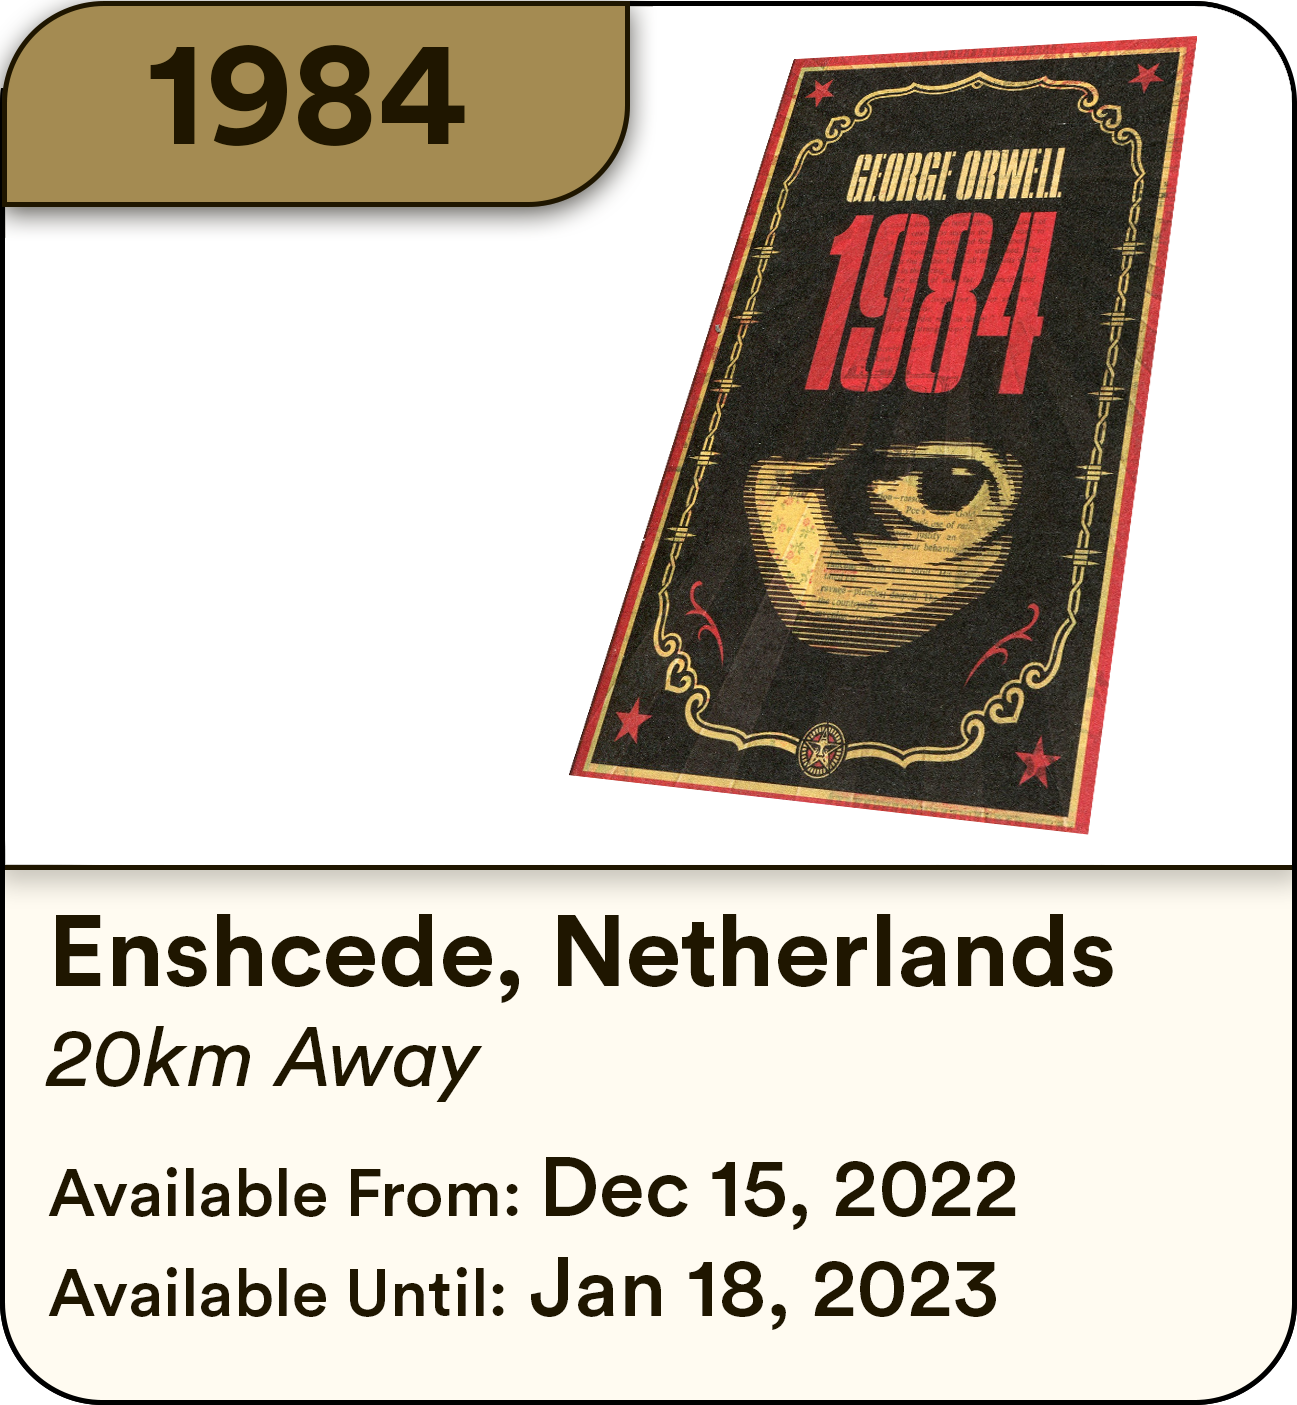 1984
GEORGE ORWELL
1984
Enshcede, Netherlands
20km Away
Available From: Dec 15, 2022
Available Until: Jan 18, 2023